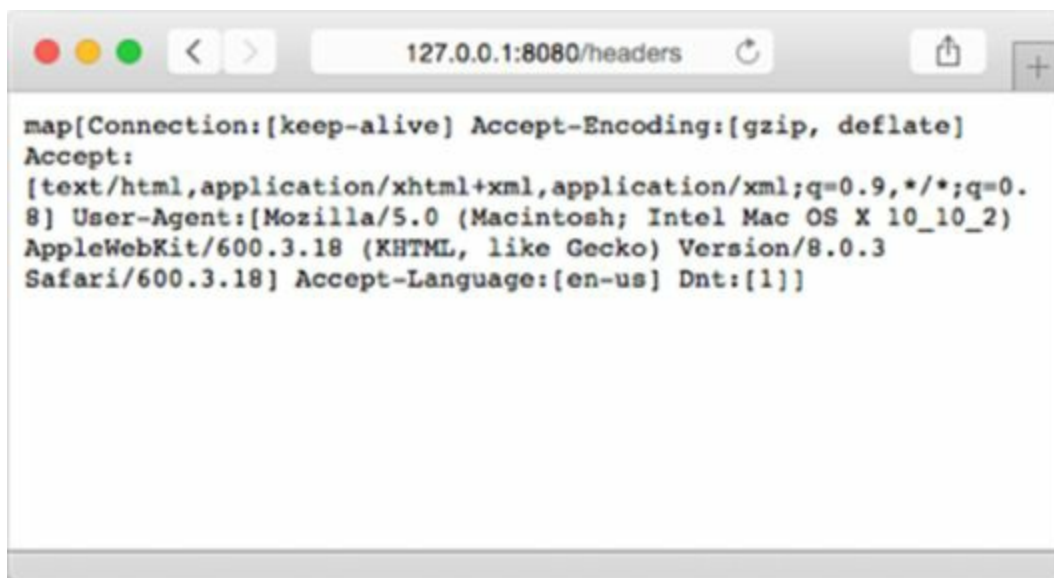 127.0.0.1:8080/headers
map[Connection:[keep-alive] Accept-Encoding:[gzip, deflate]
Accept:
[text/html,application/xhtml+xml,application/xml;q=0.9,*/*;q=0.
8] User-Agent:[Mozilla/5.0 (Macintosh; Intel Mac OS X 10_10_2)
AppleWebKit/600.3.18 (KHTML, like Gecko) Version/8.0.3
Safari/600.3.18] Accept-Language:[en-us] Dnt:[1]]